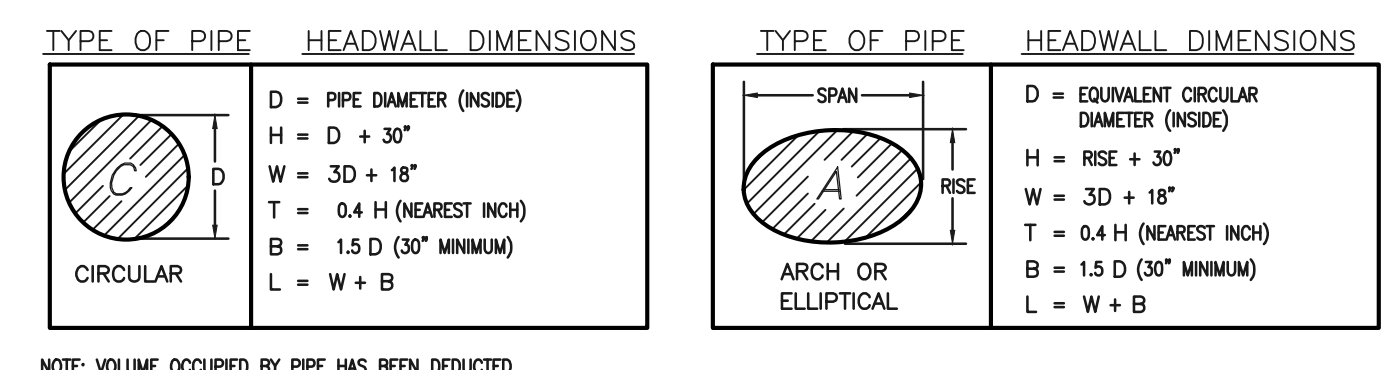 TYPE OF PIPE
HEADWALL DIMENSIONS
C
D
CIRCULAR
D = PIPE DIAMETER (INSIDE)
H = D + 30"
W = 3D + 18"
T = 0.4 H (NEAREST INCH)
B = 1.5 D (30" MINIMUM)
L = W + B
TYPE OF PIPE
HEADWALL DIMENSIONS
SPAN
A
RISE
ARCH OR
ELLIPTICAL
D = EQUIVALENT CIRCULAR
DIAMETER (INSIDE)
H = RISE + 30"
W = 3D + 18"
T = 0.4 H (NEAREST INCH)
B = 1.5 D (30" MINIMUM)
L = W + B
NOTE: VOLUME OCCUPIED BY PIPE HAS BEEN DEDUCTED